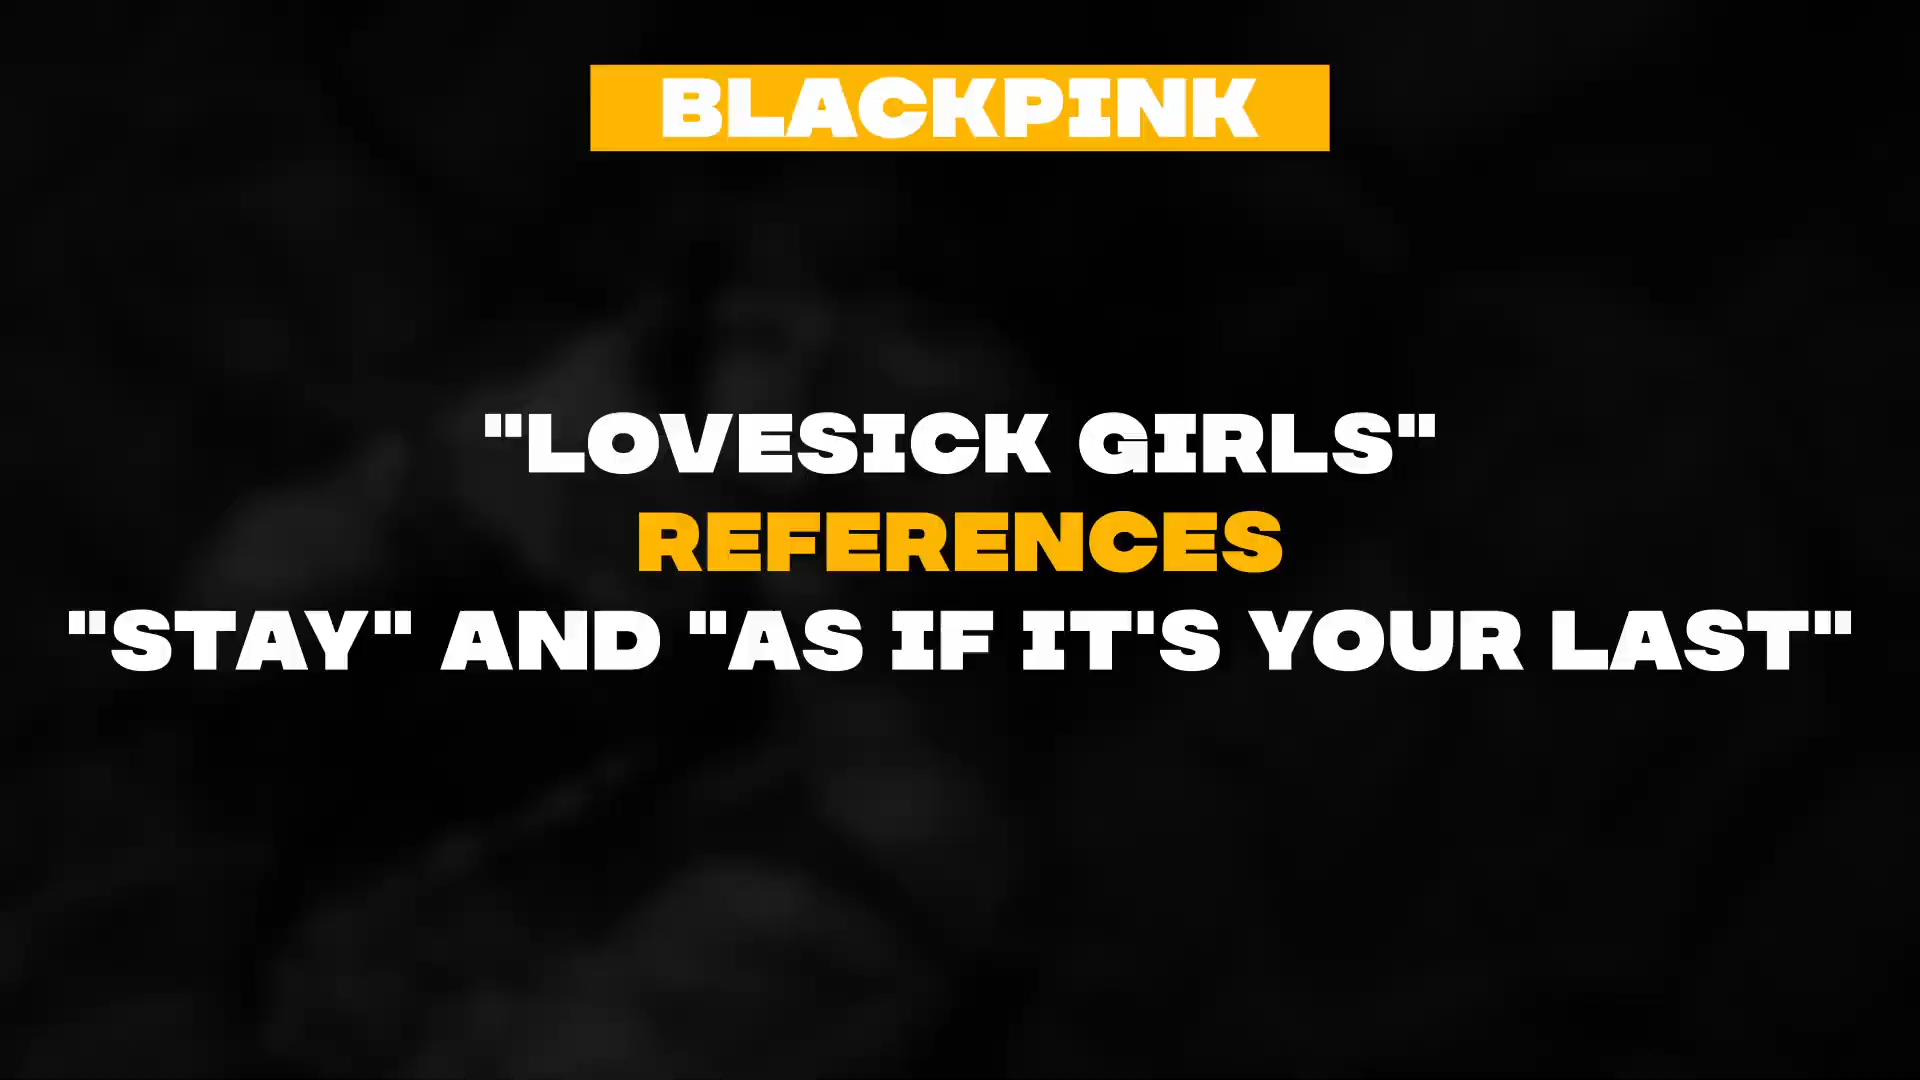 BLACKPINK
"LOVESICK GIRLS"
REFERENCES
"STAY" AND "AS IF IT'S YOUR LAST"